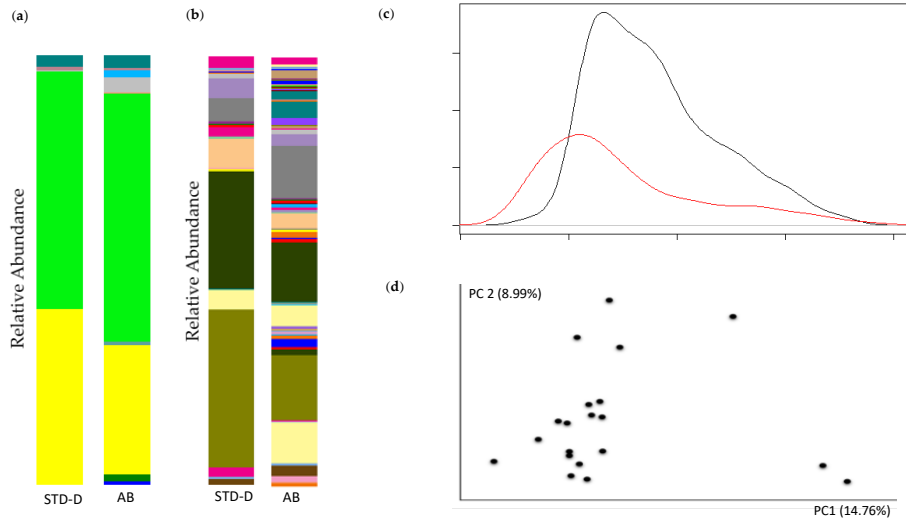 (a)
Relative Abundance
STD-D
AB
(b)
Relative Abundance
STD-D
AB
(c)
(d)
PC 2 (8.99%)
PC1 (14.76%)